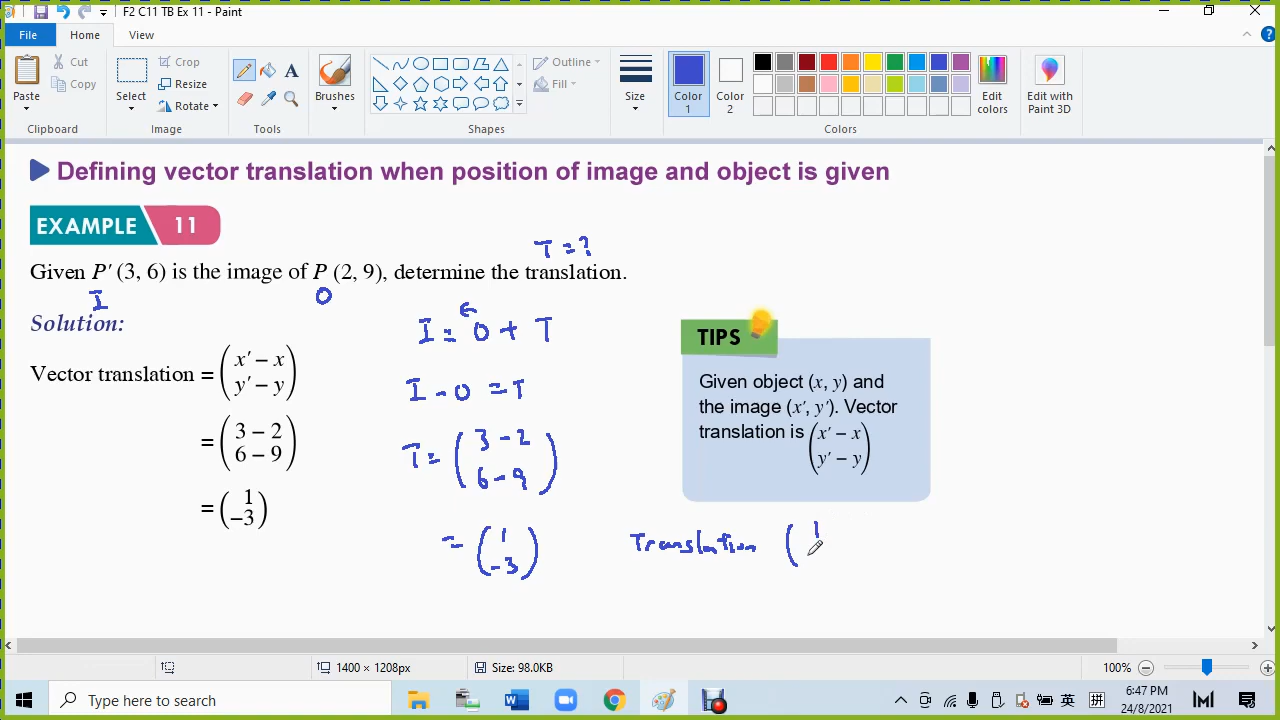 F2 C11 TB Ex 11 - Paint
File Home View
Paste Cut Copy Clipboard
Select Crop Resize Rotate Image
A Tools
Brushes
Shapes Outline Fill
Size
Color 1 Color 2 Edit colors Colors
Edit with Paint 3D
Defining vector translation when position of image and object is given
EXAMPLE 11
T = ?
Given P′ (3, 6) is the image of P (2, 9), determine the translation.
I O
Solution:
I = O + T
Vector translation = (x′ – x
y′ – y)
I - O = T
= (3 – 2
6 – 9)
T = (3 - 2
6 - 9)
= (1
–3)
= (1
-3)
TIPS
Given object (x, y) and
the image (x′, y′). Vector
translation is (x′ – x
y′ – y)
Translation ( 1
1400 × 1208px Size: 98.0KB 100%
Type here to search
英 拼 6:47 PM
24/8/2021